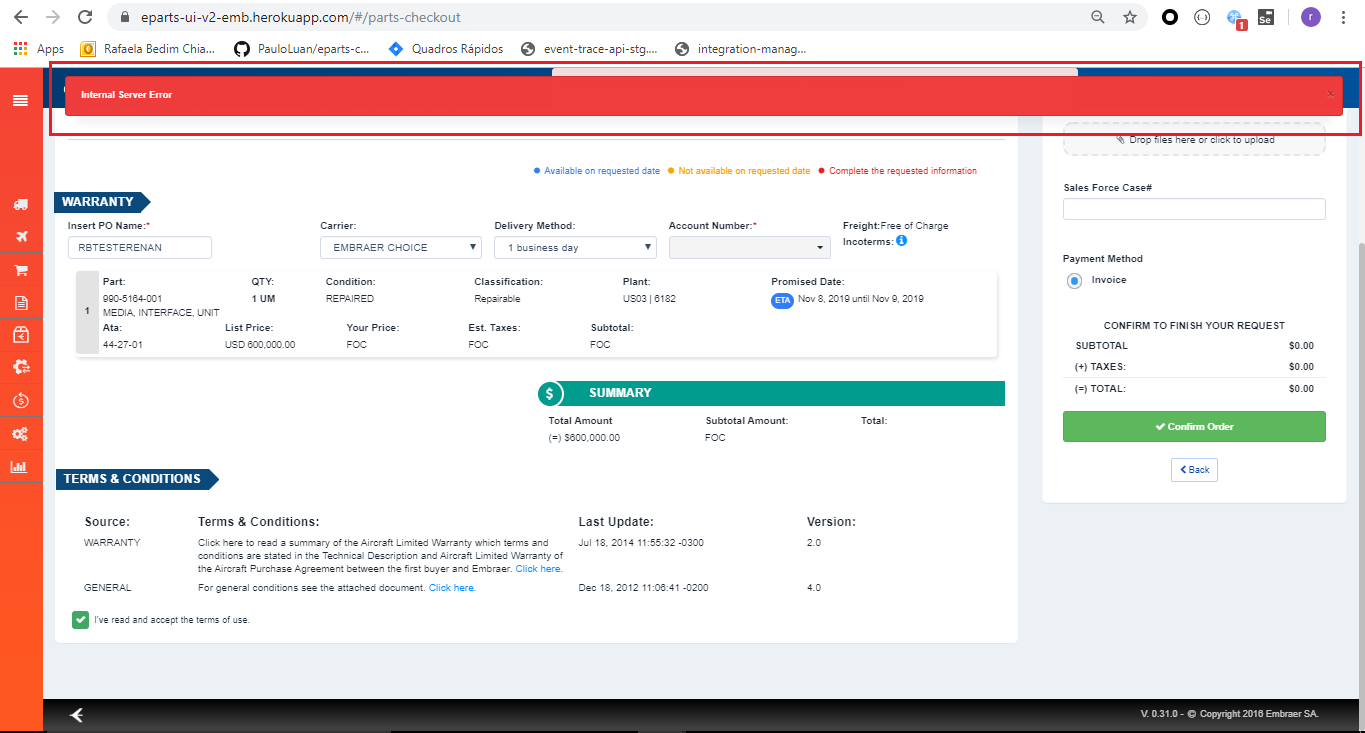 eparts-ui-v2-emb.herokuapp.com/#/parts-checkout
1
Se
r
Apps
Rafaela Bedim Chia...
PauloLuan/eparts-c...
Quadros Rápidos
event-trace-api-stg....
integration-manag...
Internal Server Error
×
Drop files here or click to upload
Available on requested date
Not available on requested date
Complete the requested information
Sales Force Case#
WARRANTY
Insert PO Name:*
Carrier:
Delivery Method:
Account Number:*
Freight:Free of Charge
Incoterms:
RBTESTERENAN
EMBRAER CHOICE
1 business day
Payment Method
Invoice
1
Part:
QTY:
Condition:
Classification:
Plant:
Promised Date:
990-5164-001
1 UM
REPAIRED
Repairable
US03 | 6182
ETA Nov 8, 2019 until Nov 9, 2019
MEDIA, INTERFACE, UNIT
Ata:
List Price:
Your Price:
Est. Taxes:
Subtotal:
44-27-01
USD 600,000.00
FOC
FOC
FOC
CONFIRM TO FINISH YOUR REQUEST
SUBTOTAL $0.00
(+) TAXES: $0.00
(=) TOTAL: $0.00
$ SUMMARY
Total Amount
Subtotal Amount:
Total:
(=) $600,000.00
FOC
Confirm Order
Back
TERMS & CONDITIONS
Source:
Terms & Conditions:
Last Update:
Version:
WARRANTY
Click here to read a summary of the Aircraft Limited Warranty which terms and
conditions are stated in the Technical Description and Aircraft Limited Warranty of
the Aircraft Purchase Agreement between the first buyer and Embraer. Click here.
Jul 18, 2014 11:55:32 -0300
2.0
GENERAL
For general conditions see the attached document. Click here.
Dec 18, 2012 11:06:41 -0200
4.0
I've read and accept the terms of use.
V. 0.31.0 - © Copyright 2016 Embraer SA.